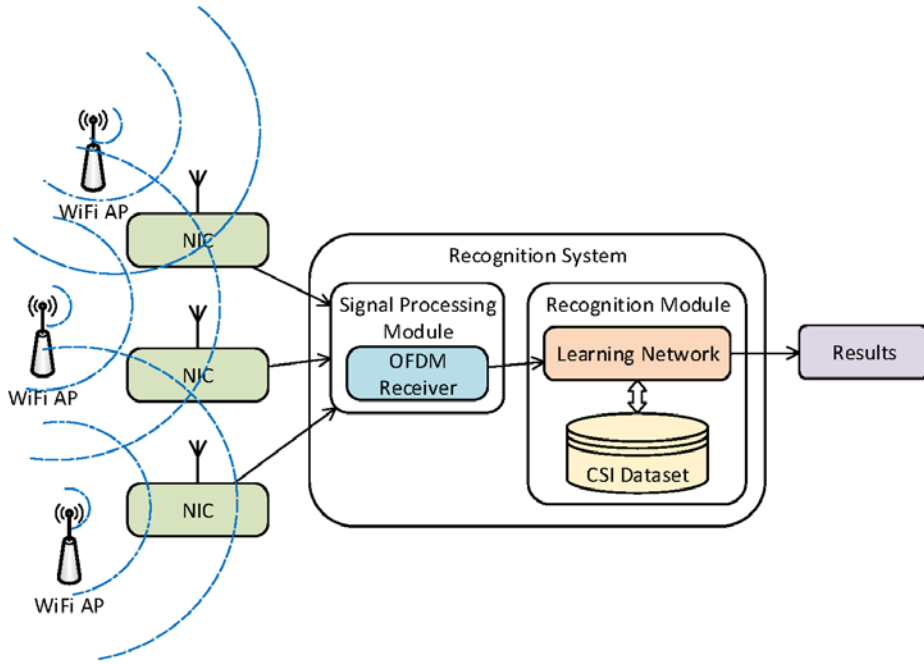 WiFi AP
NIC
WiFi AP
NIC
WiFi AP
NIC
Recognition System
Signal Processing
Module
OFDM
Receiver
Recognition Module
Learning Network
CSI Dataset
Results